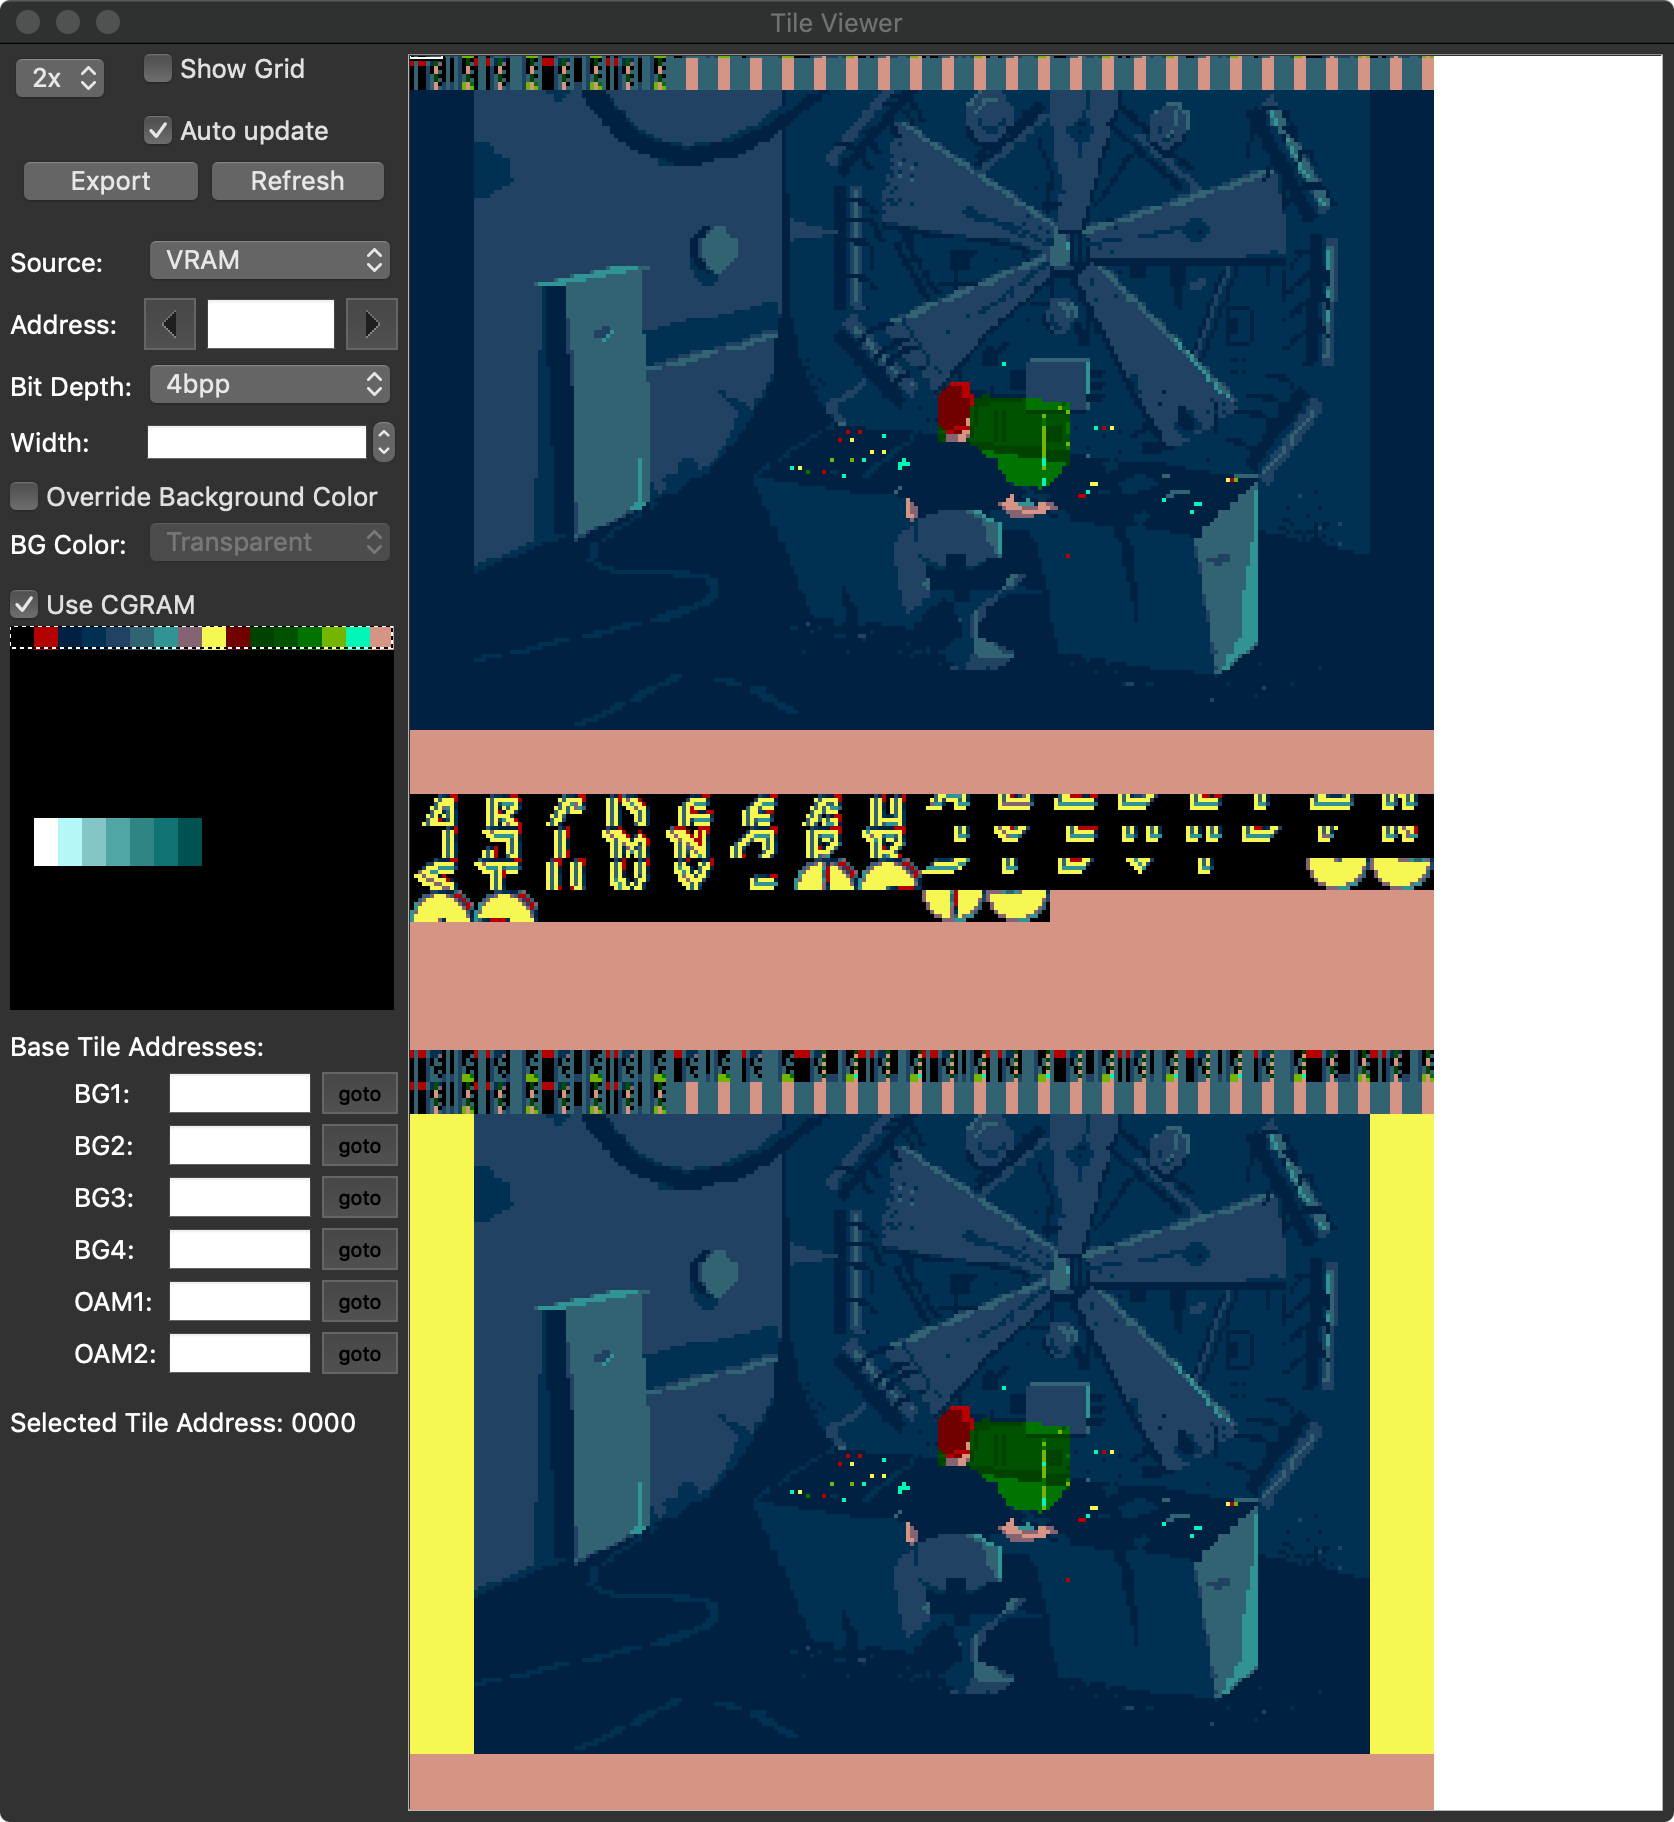 Tile Viewer
2x
Show Grid
Auto update
Export
Refresh
Source:
VRAM
Address:
Bit Depth:
4bpp
Width:
Override Background Color
BG Color:
Transparent
Use CGRAM
Base Tile Addresses:
BG1:
goto
BG2:
goto
BG3:
goto
BG4:
goto
OAM1:
goto
OAM2:
goto
Selected Tile Address: 0000